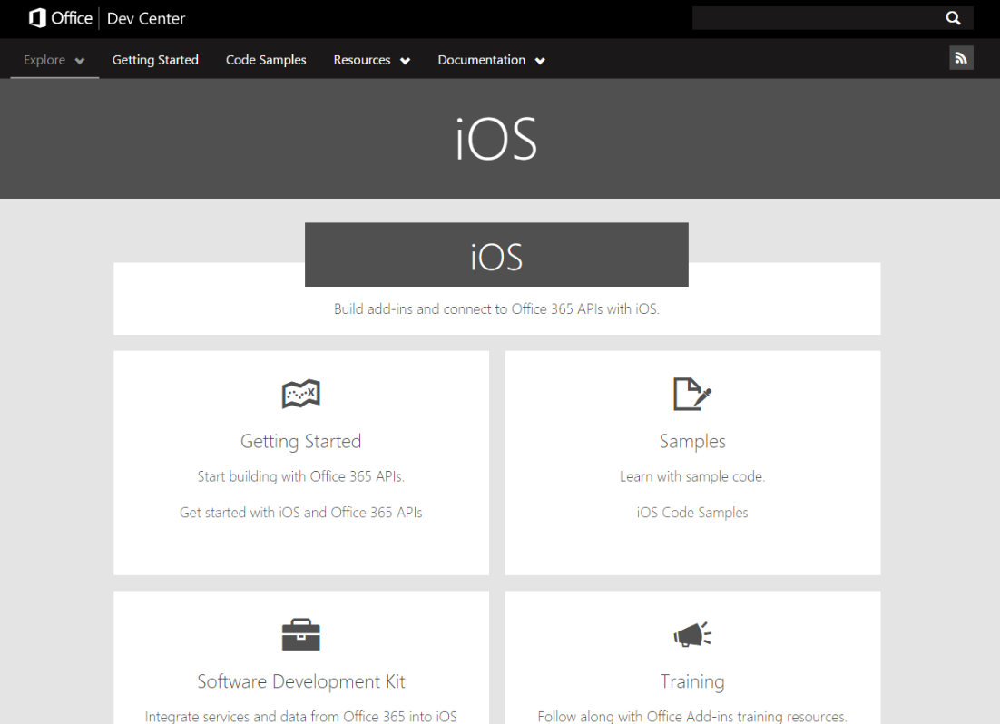 Office Dev Center
Explore Getting Started Code Samples Resources Documentation
iOS
iOS
Build add-ins and connect to Office 365 APIs with iOS.
Getting Started
Start building with Office 365 APIs.
Get started with iOS and Office 365 APIs
Samples
Learn with sample code.
iOS Code Samples
Software Development Kit
Integrate services and data from Office 365 into iOS
Training
Follow along with Office Add-ins training resources.